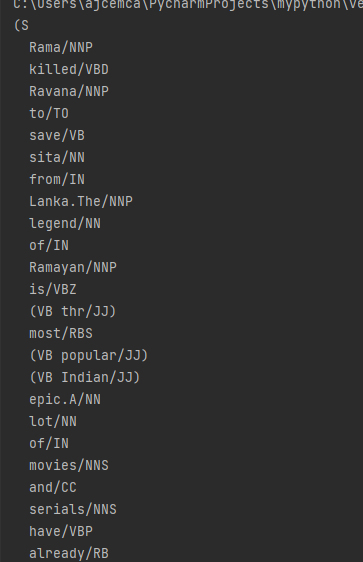 C:\Users\ajcemca\PycharmProjects\mypython\ve
(S
Rama/NNP
killed/VBD
Ravana/NNP
to/TO
save/VB
sita/NN
from/IN
Lanka.The/NNP
legend/NN
of/IN
Ramayan/NNP
is/VBZ
(VB thr/JJ)
most/RBS
(VB popular/JJ)
(VB Indian/JJ)
epic.A/NN
lot/NN
of/IN
movies/NNS
and/CC
serials/NNS
have/VBP
already/RB